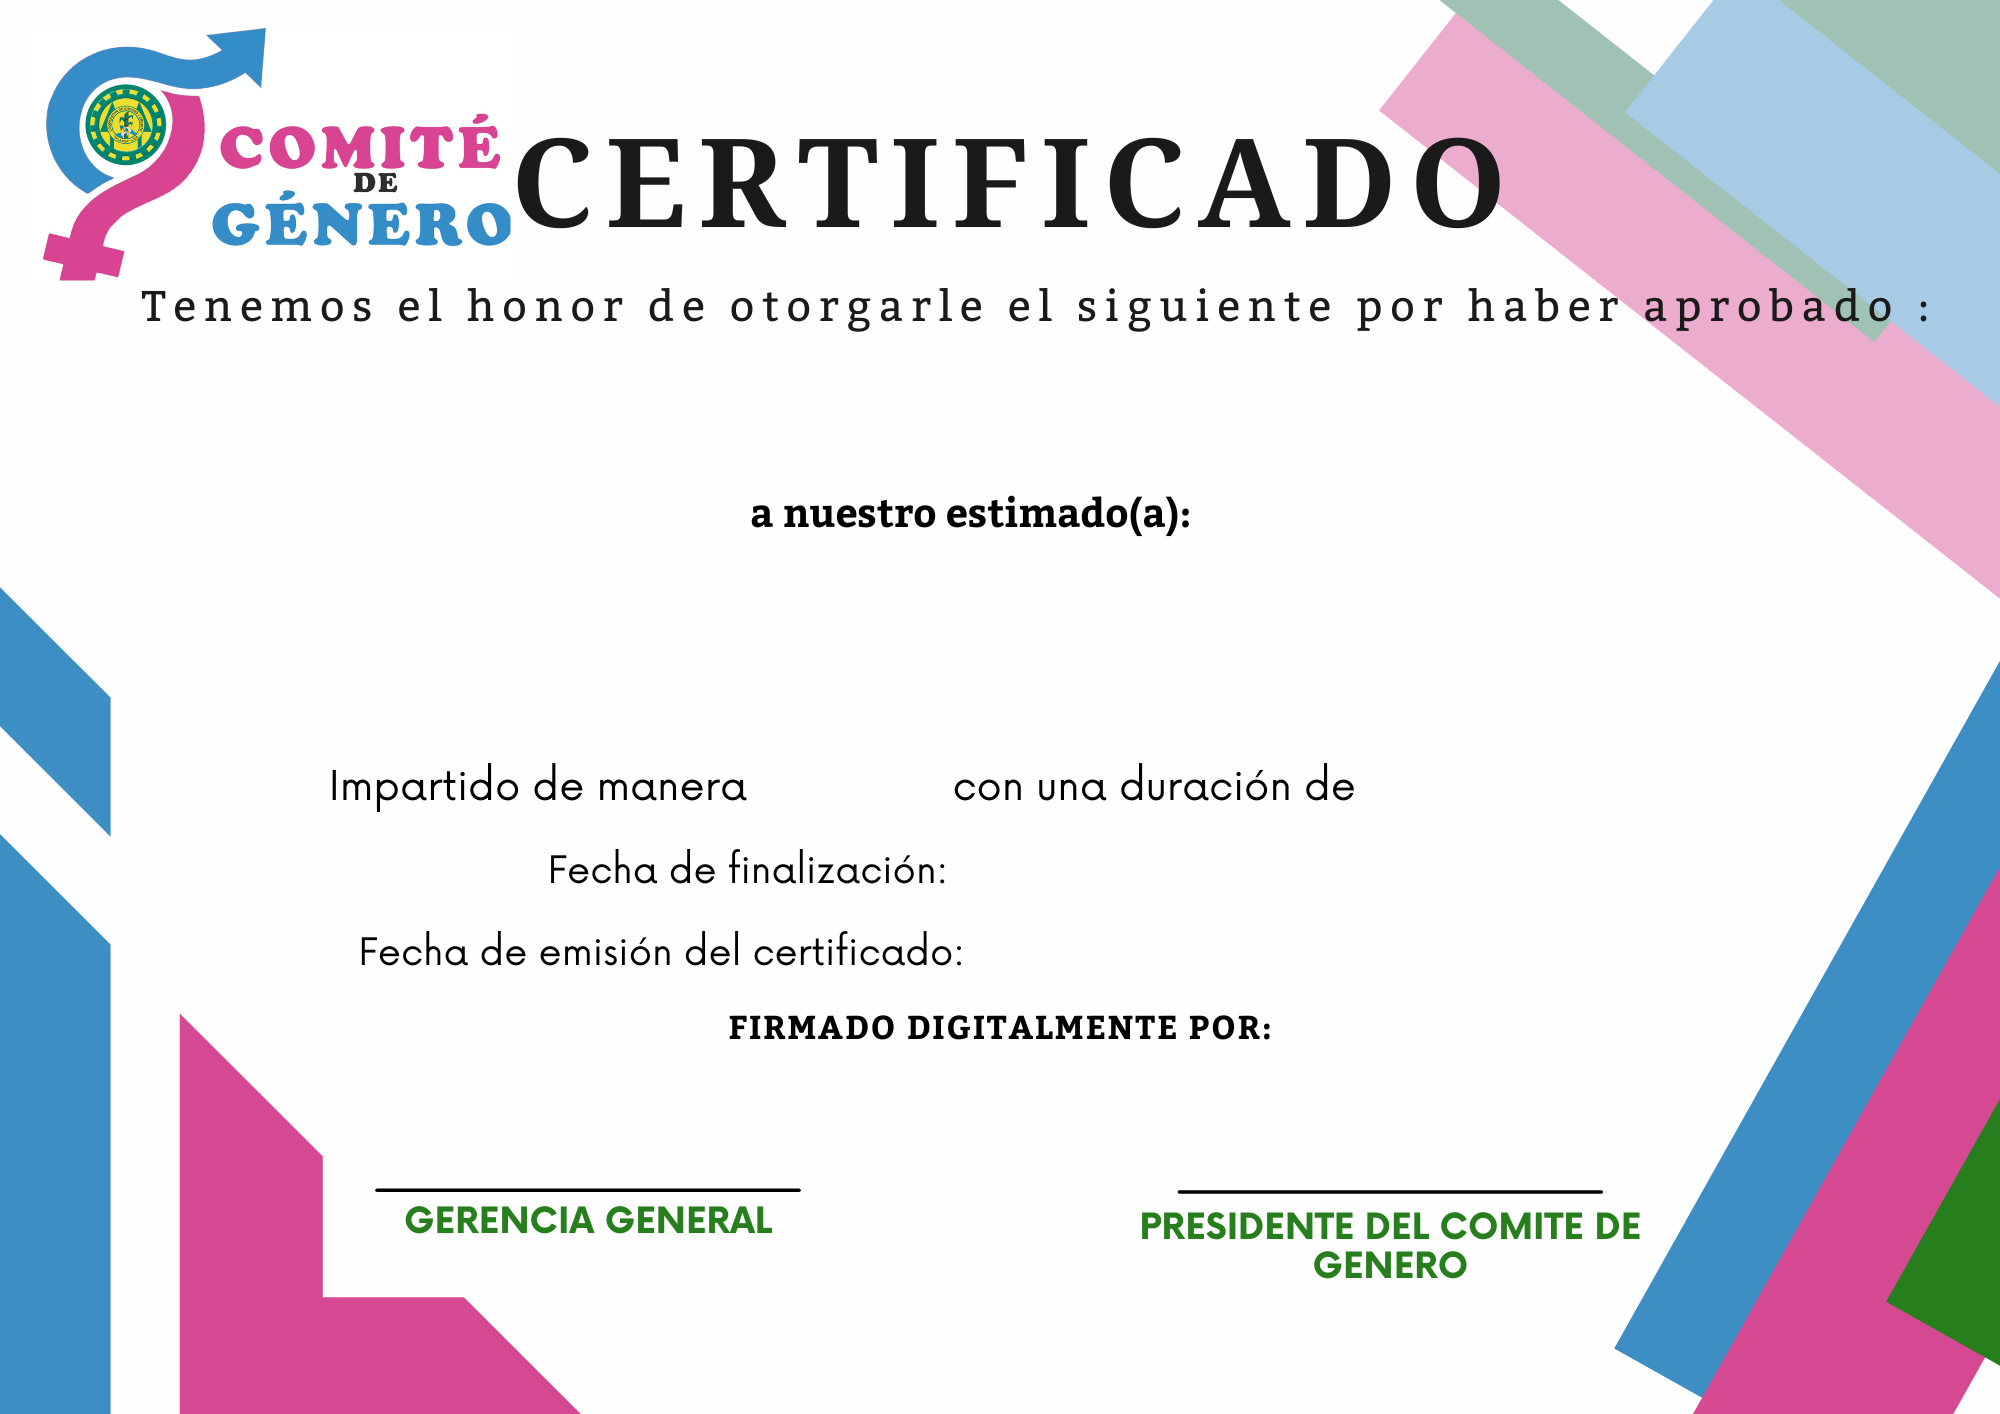 COMITÉ
DE
GÉNERO
CERTIFICADO
Tenemos el honor de otorgarle el siguiente por haber aprobado :
a nuestro estimado(a):
Impartido de manera con una duración de
Fecha de finalización:
Fecha de emisión del certificado:
FIRMADO DIGITALMENTE POR:
GERENCIA GENERAL
PRESIDENTE DEL COMITE DE
GENERO